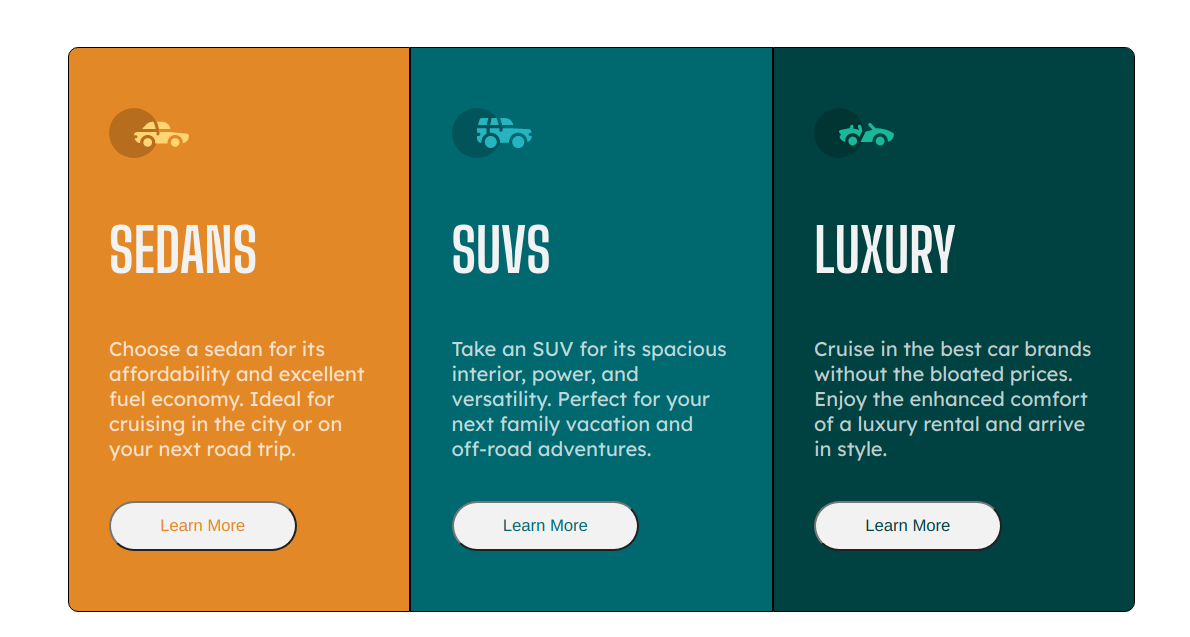 SEDANS
Choose a sedan for its
affordability and excellent
fuel economy. Ideal for
cruising in the city or on
your next road trip.
Learn More
SUVS
Take an SUV for its spacious
interior, power, and
versatility. Perfect for your
next family vacation and
off-road adventures.
Learn More
LUXURY
Cruise in the best car brands
without the bloated prices.
Enjoy the enhanced comfort
of a luxury rental and arrive
in style.
Learn More